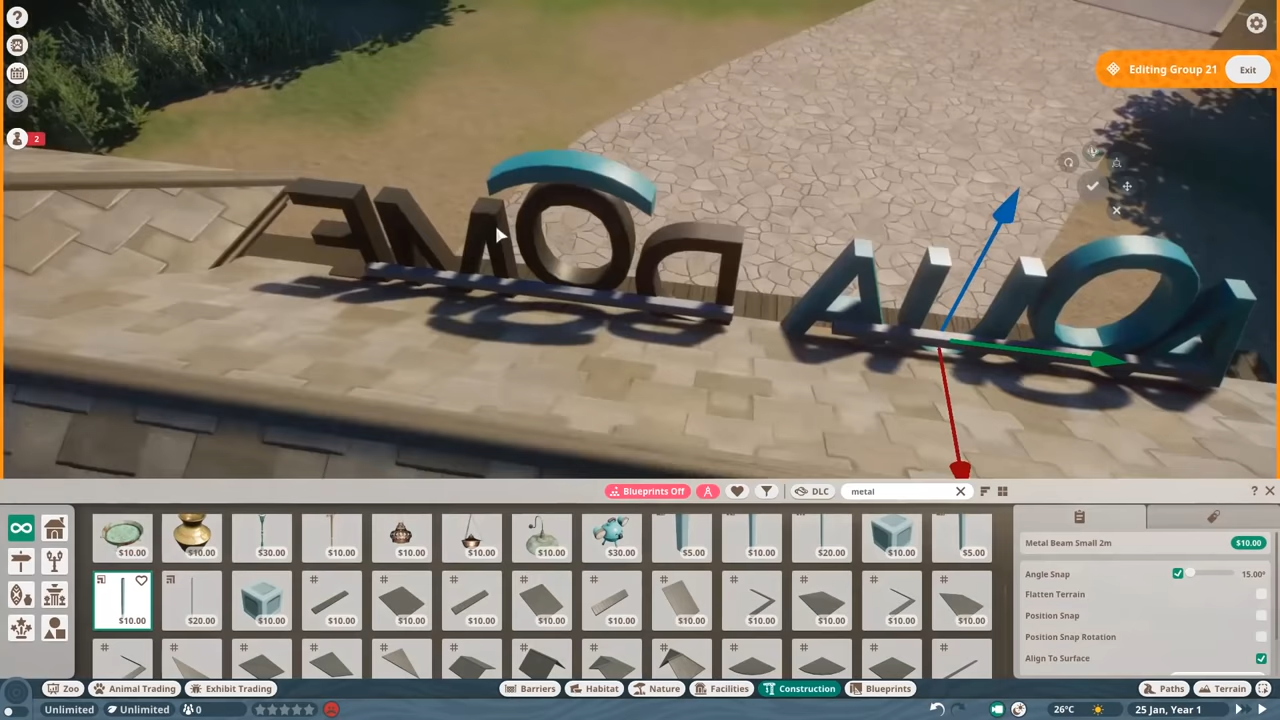 ?
Editing Group 21
Exit
2
DOME
AQUA
Blueprints Off
DLC
metal
?
$10.00
$10.00
$30.00
$10.00
$10.00
$10.00
$10.00
$30.00
$5.00
$10.00
$20.00
$10.00
$5.00
$10.00
$20.00
$10.00
$10.00
$10.00
$10.00
$10.00
$10.00
$10.00
$10.00
$10.00
$10.00
$10.00
Metal Beam Small 2m
$10.00
Angle Snap
15.00°
Flatten Terrain
Position Snap
Position Snap Rotation
Align To Surface
Zoo
Animal Trading
Exhibit Trading
Barriers
Habitat
Nature
Facilities
Construction
Blueprints
Paths
Terrain
Unlimited
Unlimited
0
26°C
25 Jan, Year 1